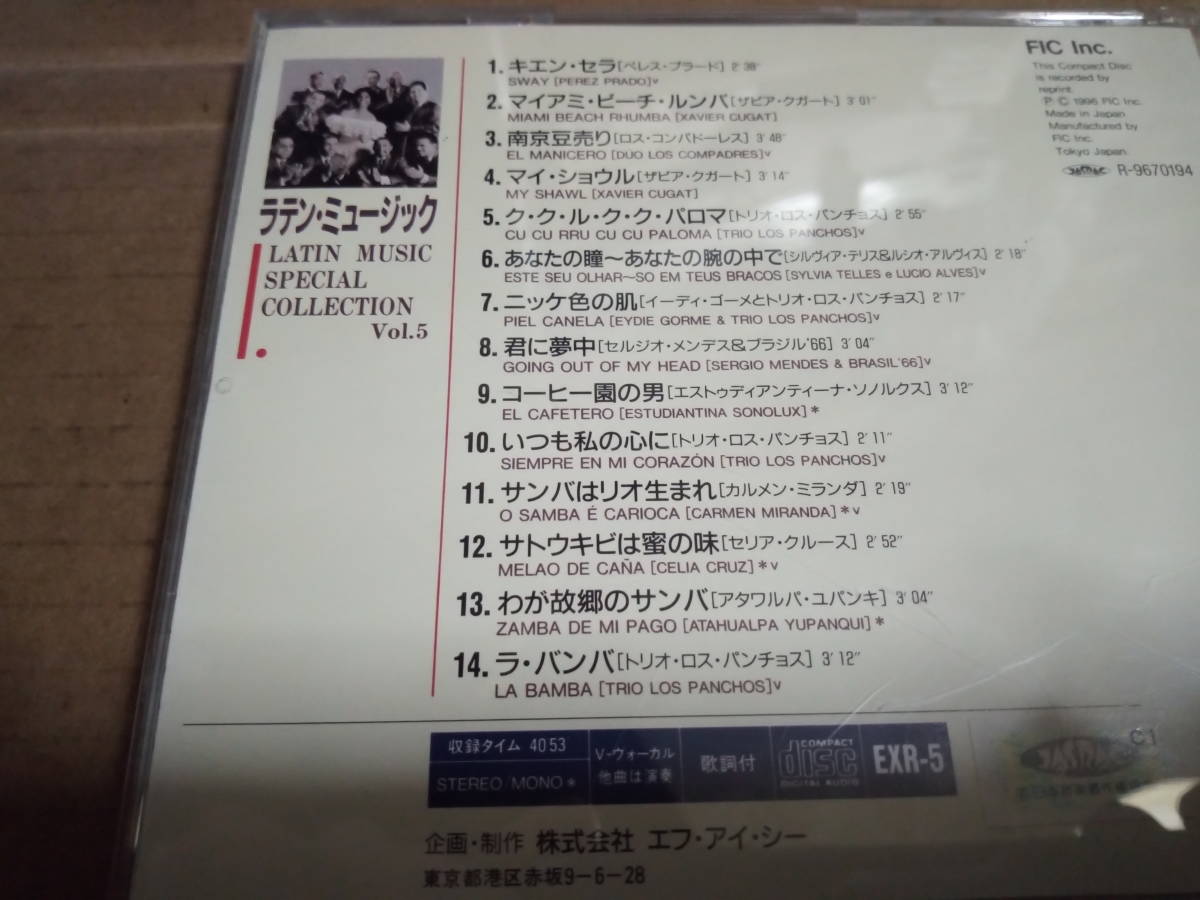 ラテン・ミュージック
LATIN MUSIC
SPECIAL
COLLECTION
Vol.5
1. キエン・セラ[ペレス・プラード] 2'38"
SWAY [PEREZ PRADO]v
2. マイアミ・ビーチ・ルンバ[ザビア・クガート] 3'01"
MIAMI BEACH RHUMBA [XAVIER CUGAT]
3. 南京豆売り[ロス・コンパドーレス] 3'48"
EL MANICERO [DUO LOS COMPADRES]v
4. マイ・ショウル[ザビア・クガート] 3'14"
MY SHAWL [XAVIER CUGAT]
5. ク・ク・ル・ク・ク・パロマ[トリオ・ロス・パンチョス] 2'55"
CU CU RRU CU CU PALOMA [TRIO LOS PANCHOS]v
6. あなたの瞳〜あなたの腕の中で[シルヴィア・テリス&ルシオ・アルヴィス] 2'18"
ESTE SEU OLHAR〜SO EM TEUS BRACOS [SYLVIA TELLES e LUCIO ALVES]v
7. ニッケ色の肌[イーディ・ゴーメとトリオ・ロス・パンチョス] 2'17"
PIEL CANELA [EYDIE GORME & TRIO LOS PANCHOS]v
8. 君に夢中[セルジオ・メンデス&ブラジル'66] 3'04"
GOING OUT OF MY HEAD [SERGIO MENDES & BRASIL'66]v
9. コーヒー園の男[エストゥディアンティーナ・ソノルクス] 3'12"
EL CAFETERO [ESTUDIANTINA SONOLUX]*
10. いつも私の心に[トリオ・ロス・パンチョス] 2'11"
SIEMPRE EN MI CORAZÓN [TRIO LOS PANCHOS]v
11. サンバはリオ生まれ[カルメン・ミランダ] 2'19"
O SAMBA É CARIOCA [CARMEN MIRANDA]*v
12. サトウキビは蜜の味[セリア・クルース] 2'52"
MELAO DE CAÑA [CELIA CRUZ]*v
13. わが故郷のサンバ[アタワルパ・ユパンキ] 3'04"
ZAMBA DE MI PAGO [ATAHUALPA YUPANQUI]*
14. ラ・バンバ[トリオ・ロス・パンチョス] 3'12"
LA BAMBA [TRIO LOS PANCHOS]v
FIC Inc.
This Compact Disc
is recorded by
reprint.
Ⓟ © 1996 FIC Inc.
Made in Japan
Manufactured by
FIC Inc.
Tokyo Japan.
JASRAC R-9670194
収録タイム 4053
STEREO/MONO*
V-ヴォーカル
他曲は演奏
歌詞付
COMPACT
disc
DIGITAL AUDIO
EXR-5
JASRAC
C1
企画・制作 株式会社 エフ・アイ・シー
東京都港区赤坂9-6-28